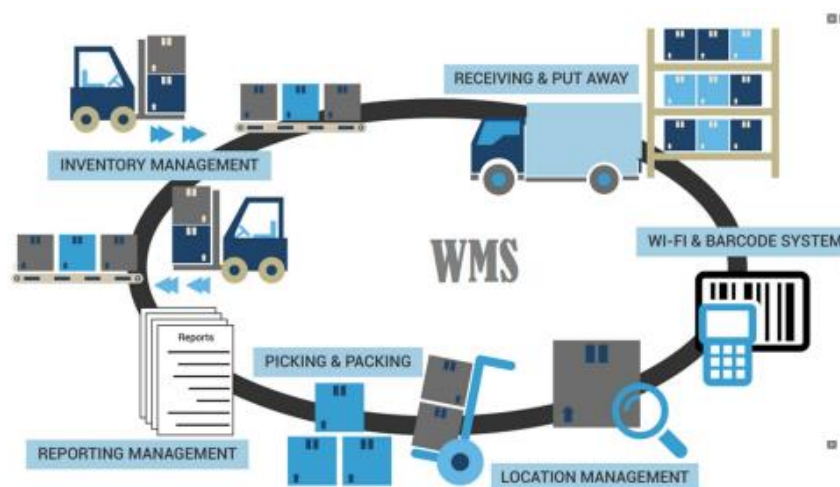 RECEIVING & PUT AWAY
INVENTORY MANAGEMENT
WMS
WI-FI & BARCODE SYSTEM
Reports
PICKING & PACKING
REPORTING MANAGEMENT
LOCATION MANAGEMENT